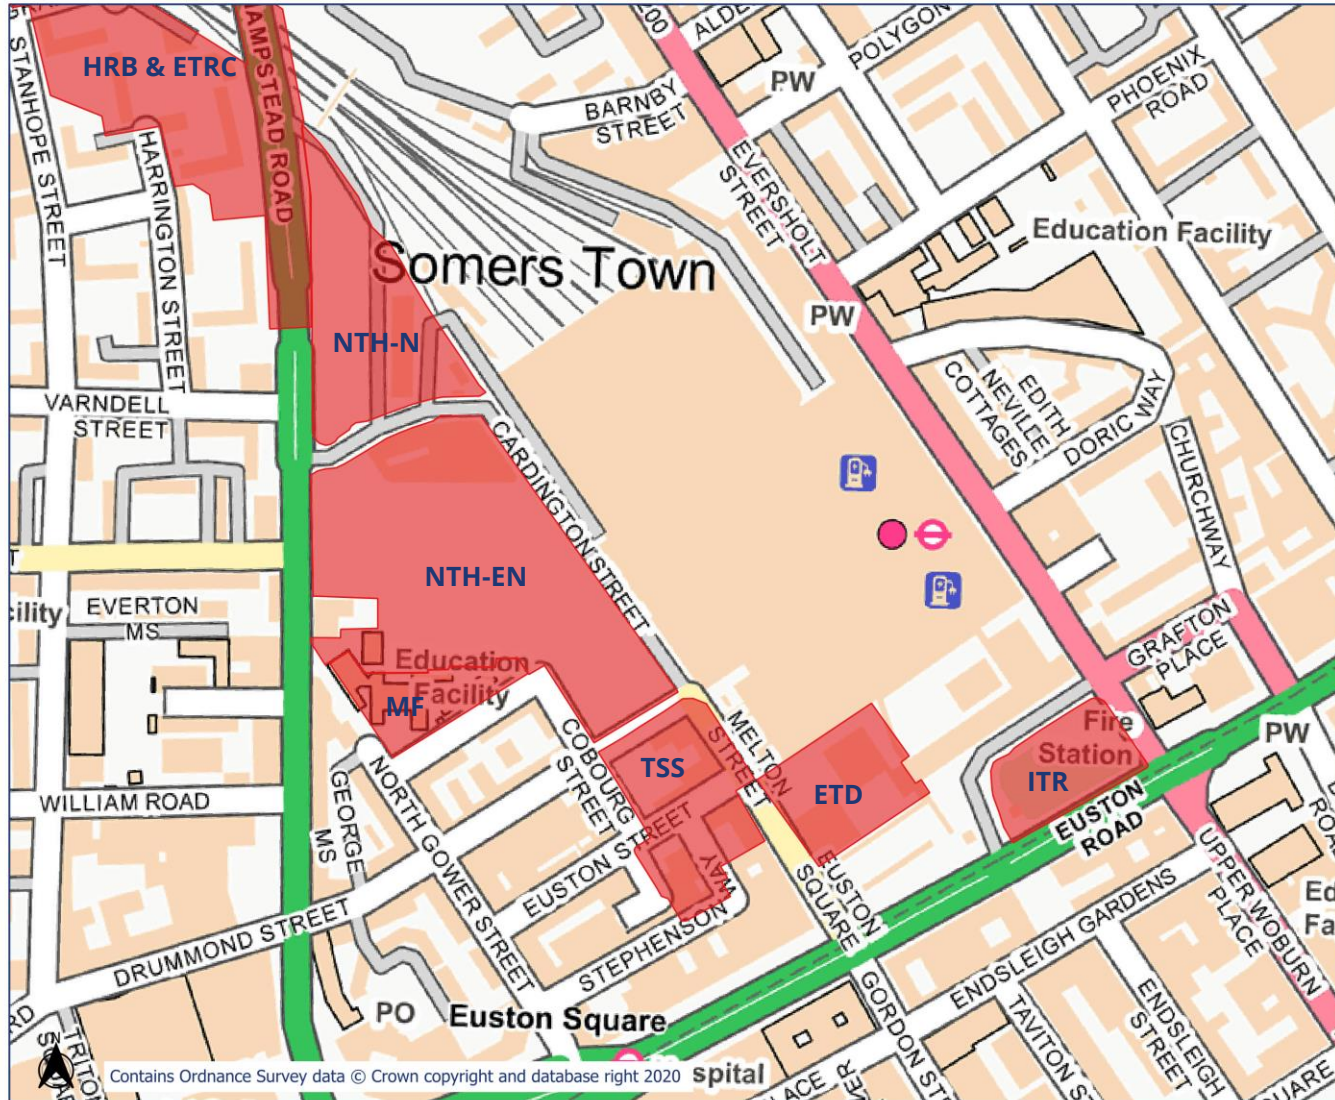 HRB & ETRC
HAMPSTEAD ROAD
STANHOPE STREET
HARRINGTON STREET
BARNBY
STREET
PW
POLYGON
PHOENIX
ROAD
EVERSHOLT
STREET
Education Facility
Somers Town
NTH-N
PW
COTTAGES
NEVILLE
EDITH
DORIC WAY
CHURCHWAY
VARNDELL
STREET
CARDINGTON STREET
NTH-EN
EVERTON
MS
Education
Facility
MF
GRAFTON
PLACE
COBOURG
STREET
MELTON
STREET
TSS
ETD
Fire
Station
ITR
PW
WILLIAM ROAD
GEORGE
MS
NORTH GOWER STREET
EUSTON STREET
EUSTON
ROAD
EUSTON
SQUARE
STEPHENSON
WAY
UPPER WOBURN
PLACE
DRUMMOND STREET
ENDSLEIGH GARDENS
PO
Euston Square
TAVITON
ENDSLEIGH
STREET
Contains Ordnance Survey data © Crown copyright and database right 2020